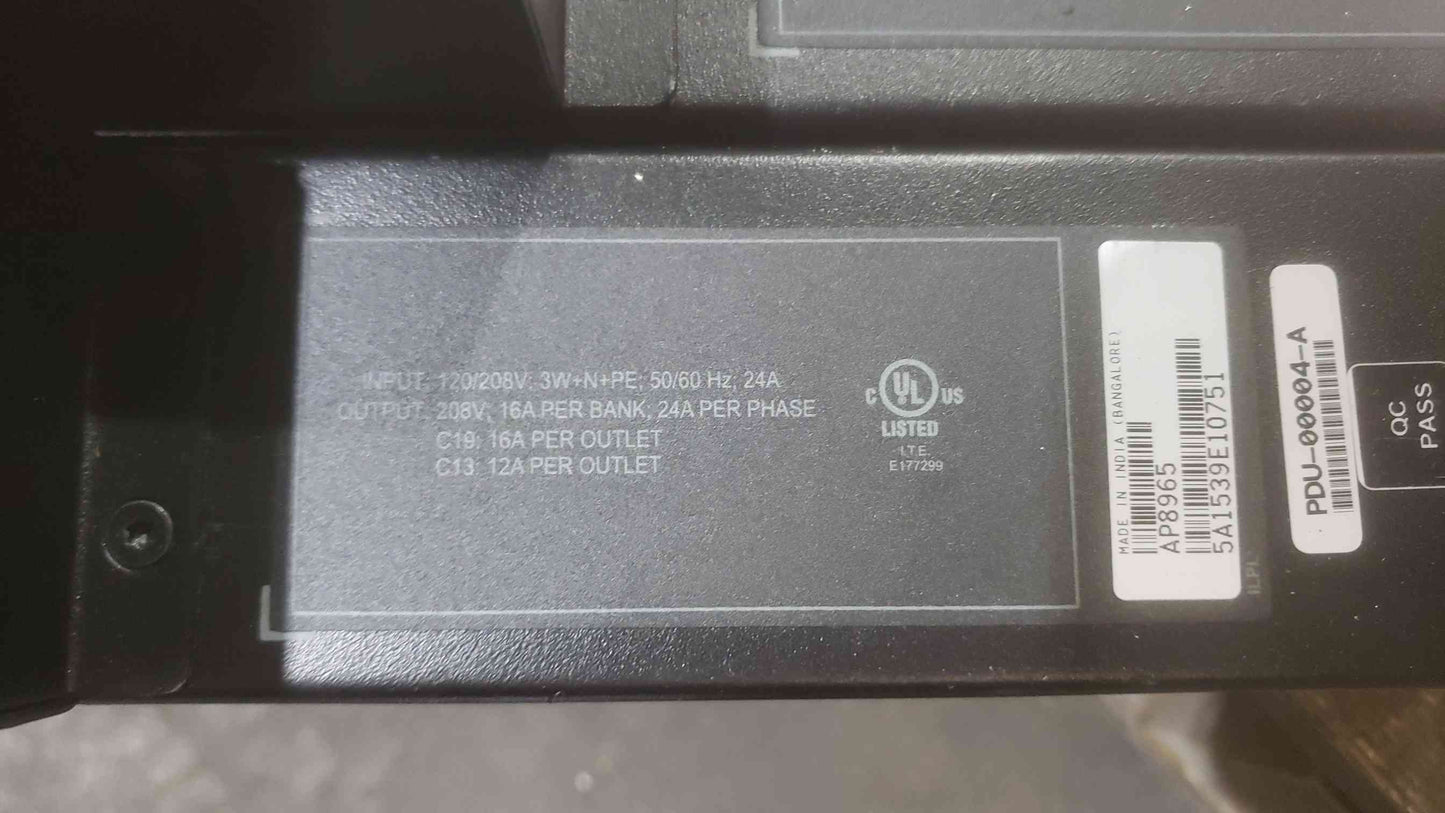 INPUT: 120/208V; 3W+N+PE; 50/60 Hz; 24A
OUTPUT: 208V; 16A PER BANK; 24A PER PHASE
C19: 16A PER OUTLET
C13: 12A PER OUTLET
C UL US
LISTED
I.T.E.
E177299
MADE IN INDIA (BANGALORE)
AP8965
5A1539E10751
ILPL
PDU-00004-A
QC
PASS